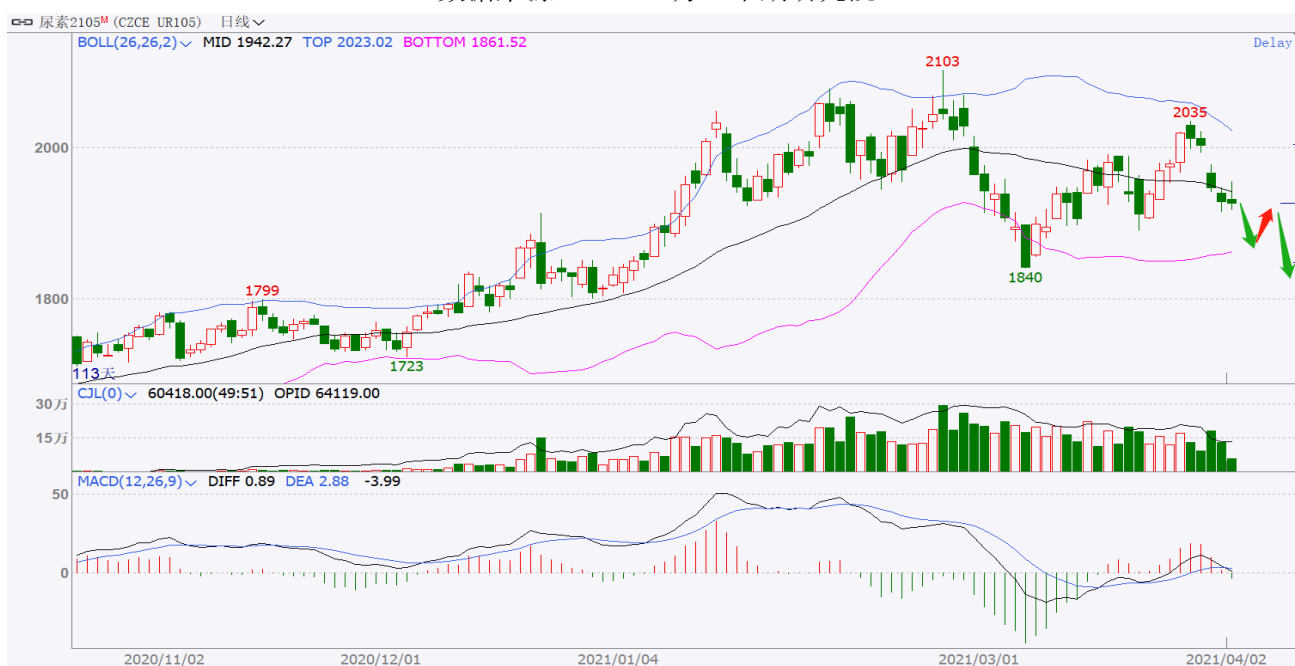 尿素2105M (CZCE UR105) 日线
BOLL(26,26,2) MID 1942.27 TOP 2023.02 BOTTOM 1861.52
Delay
2103
2035
2000
1840
1799
1800
1723
113天
CJL(0) 60418.00(49:51) OPID 64119.00
30万
15万
MACD(12,26,9) DIFF 0.89 DEA 2.88 -3.99
50
0
2020/11/02 2020/12/01 2021/01/04 2021/03/01 2021/04/02